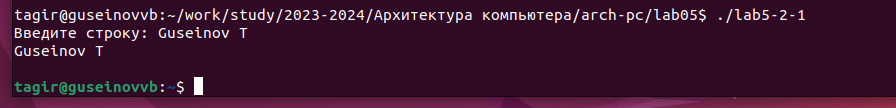 tagir@guseinovvb:~/work/study/2023-2024/Архитектура компьютера/arch-pc/lab05$ ./lab5-2-1
Введите строку: Guseinov T
Guseinov T
tagir@guseinovvb:~$